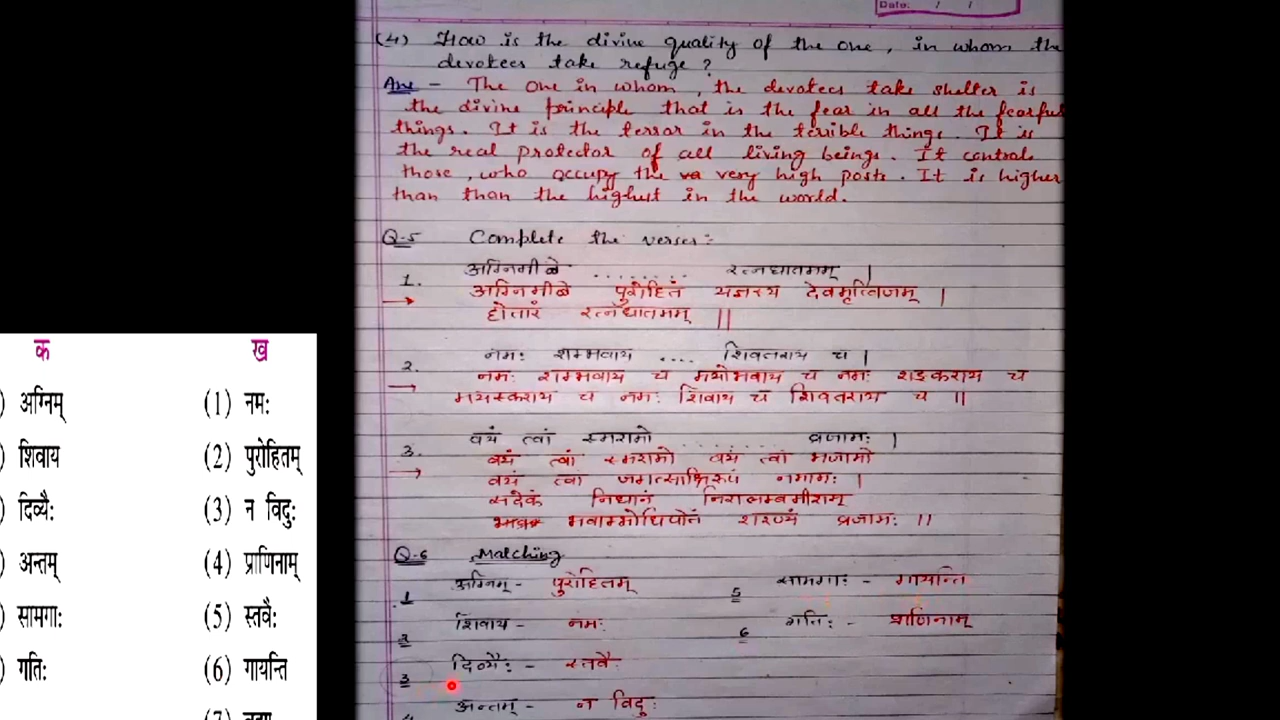 Date: / /
(4) How is the divine quality of the one, in whom the
devotees take refuge?
Ans - The one in whom, the devotees take shelter is
the divine principle that is the fear in all the fearful
things. It is the terror in the terrible things. It is
the real protector of all living beings. It controls
those, who occupy the va very high posts. It is higher
than than the highest in the world.
Q-5 Complete the verses:-
1. अग्निमीळे ........ रत्नधातमम् |
अग्निमीळे पुरोहितं यज्ञस्य देवमृत्विजम् |
होतारं रत्नधातमम् ||
2. नमः शम्भवाय .... शिवतराय च |
नमः शम्भवाय च मयोभवाय च नमः शङ्कराय च
मयस्कराय च नमः शिवाय च शिवतराय च ||
3. वयं त्वां स्मरामो ........ व्रजामः |
वयं त्वां स्मरामो वयं त्वां भजामो
वयं त्वां जगत्साक्षिरूपं नमामः |
सदेकं निधानं निरालम्बमीशम्
भवाम्भोधिपोतं शरण्यं व्रजामः ||
Q-6 Matching
1 अग्निम् - पुरोहितम्
2 शिवाय - नमः
3 दिव्यैः - स्तवैः
अन्तम् - न विदुः
5 सामगाः - गायन्ति
6 गतिः - प्राणिनाम्
क ख
) अग्निम् (1) नमः
) शिवाय (2) पुरोहितम्
) दिव्यैः (3) न विदुः
) अन्तम् (4) प्राणिनाम्
) सामगाः (5) स्तवैः
) गतिः (6) गायन्ति